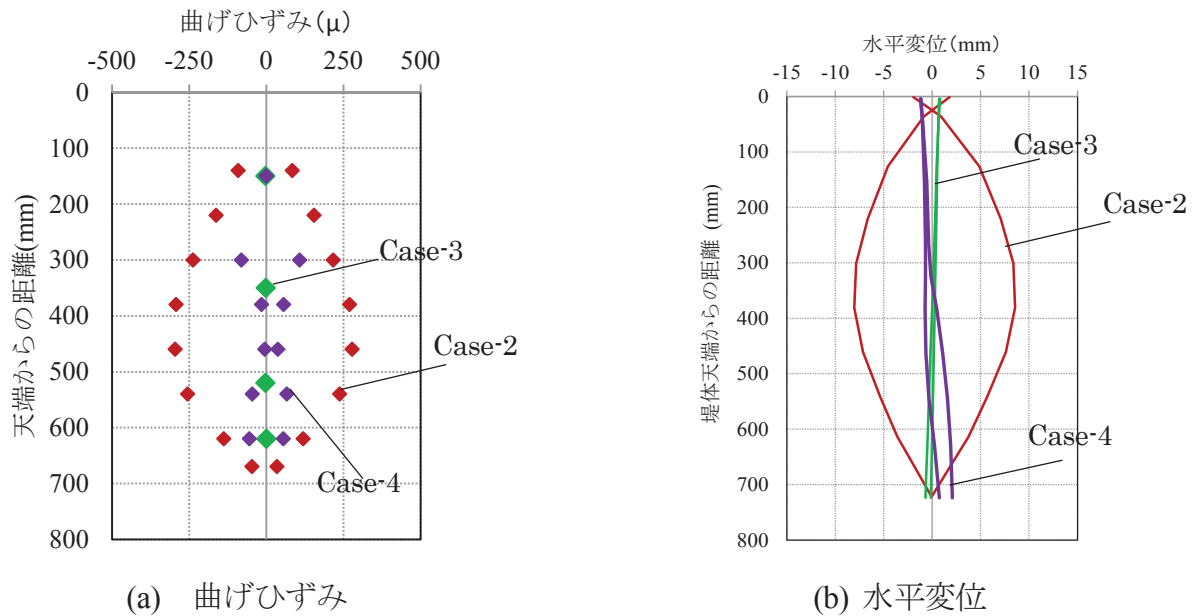 曲げひずみ(μ)
-500 -250 0 250 500
0
100
200
300
400
500
600
700
800
天端からの距離(mm)
Case-3
Case-2
Case-4
(a) 曲げひずみ
水平変位(mm)
-15 -10 -5 0 5 10 15
0
100
200
300
400
500
600
700
800
堤体天端からの距離 (mm)
Case-3
Case-2
Case-4
(b) 水平変位